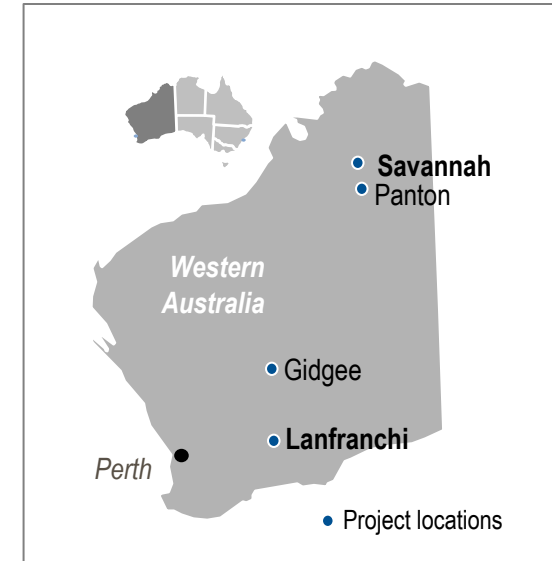 Savannah
Panton
Western
Australia
Gidgee
Lanfranchi
Perth
Project locations